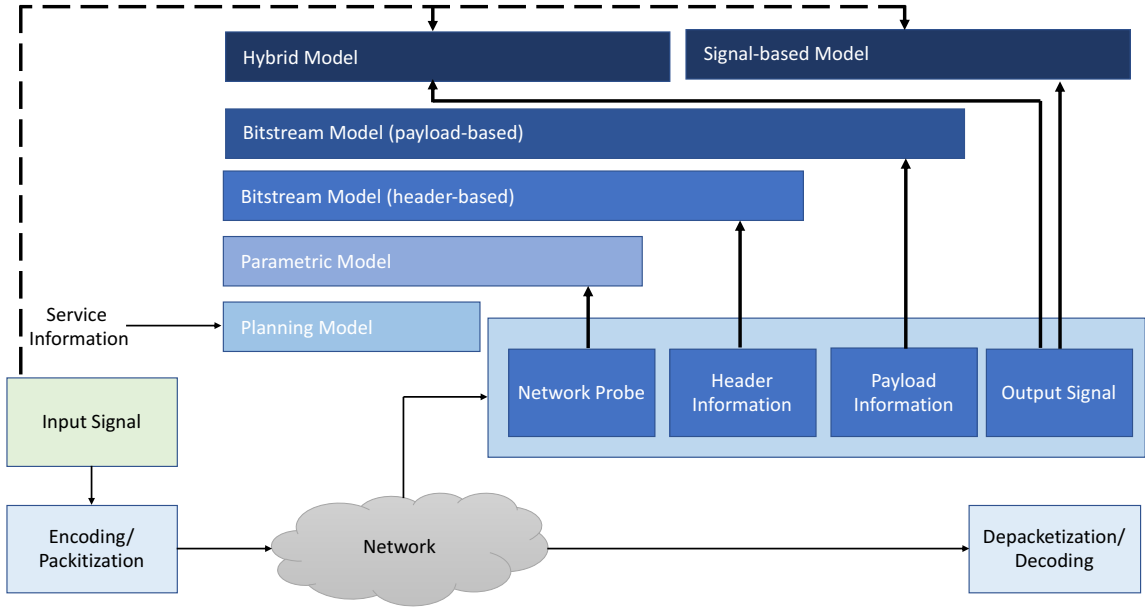 Hybrid Model
Signal-based Model
Bitstream Model (payload-based)
Bitstream Model (header-based)
Parametric Model
Service
Information
Planning Model
Network Probe
Header
Information
Payload
Information
Output Signal
Input Signal
Encoding/
Packitization
Network
Depacketization/
Decoding